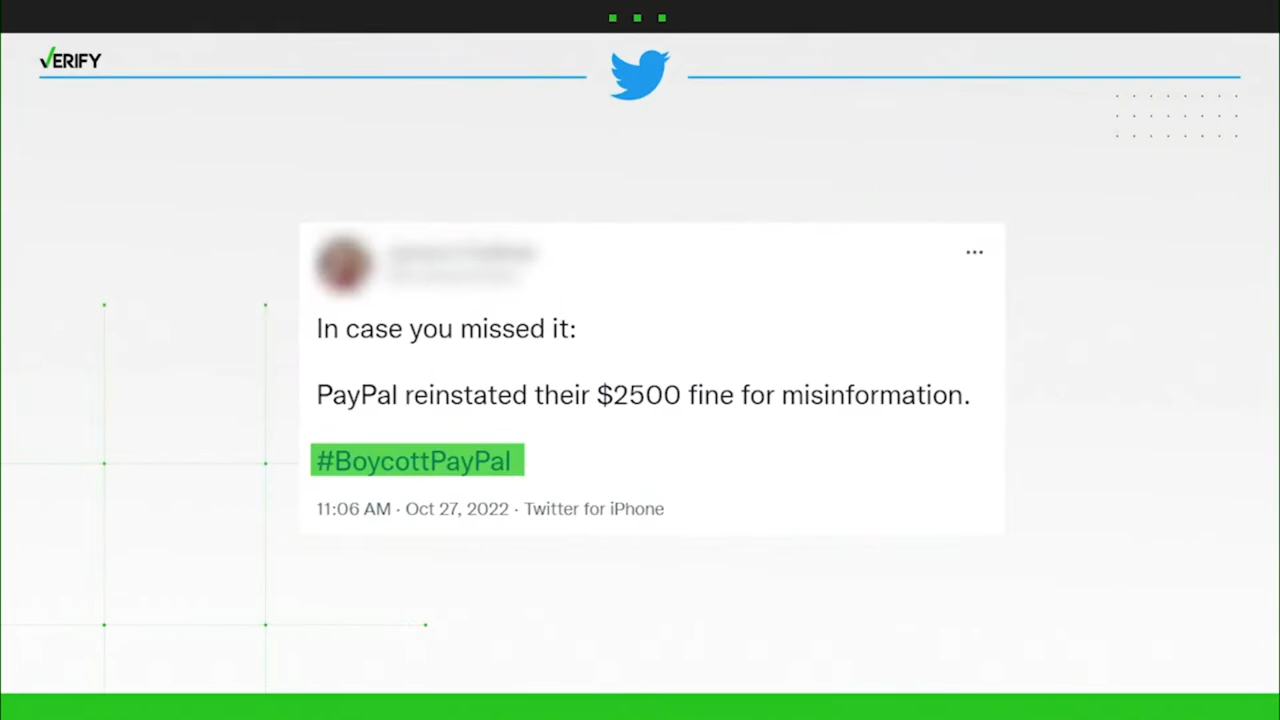 VERIFY
In case you missed it:
PayPal reinstated their $2500 fine for misinformation.
#BoycottPayPal
11:06 AM · Oct 27, 2022 · Twitter for iPhone